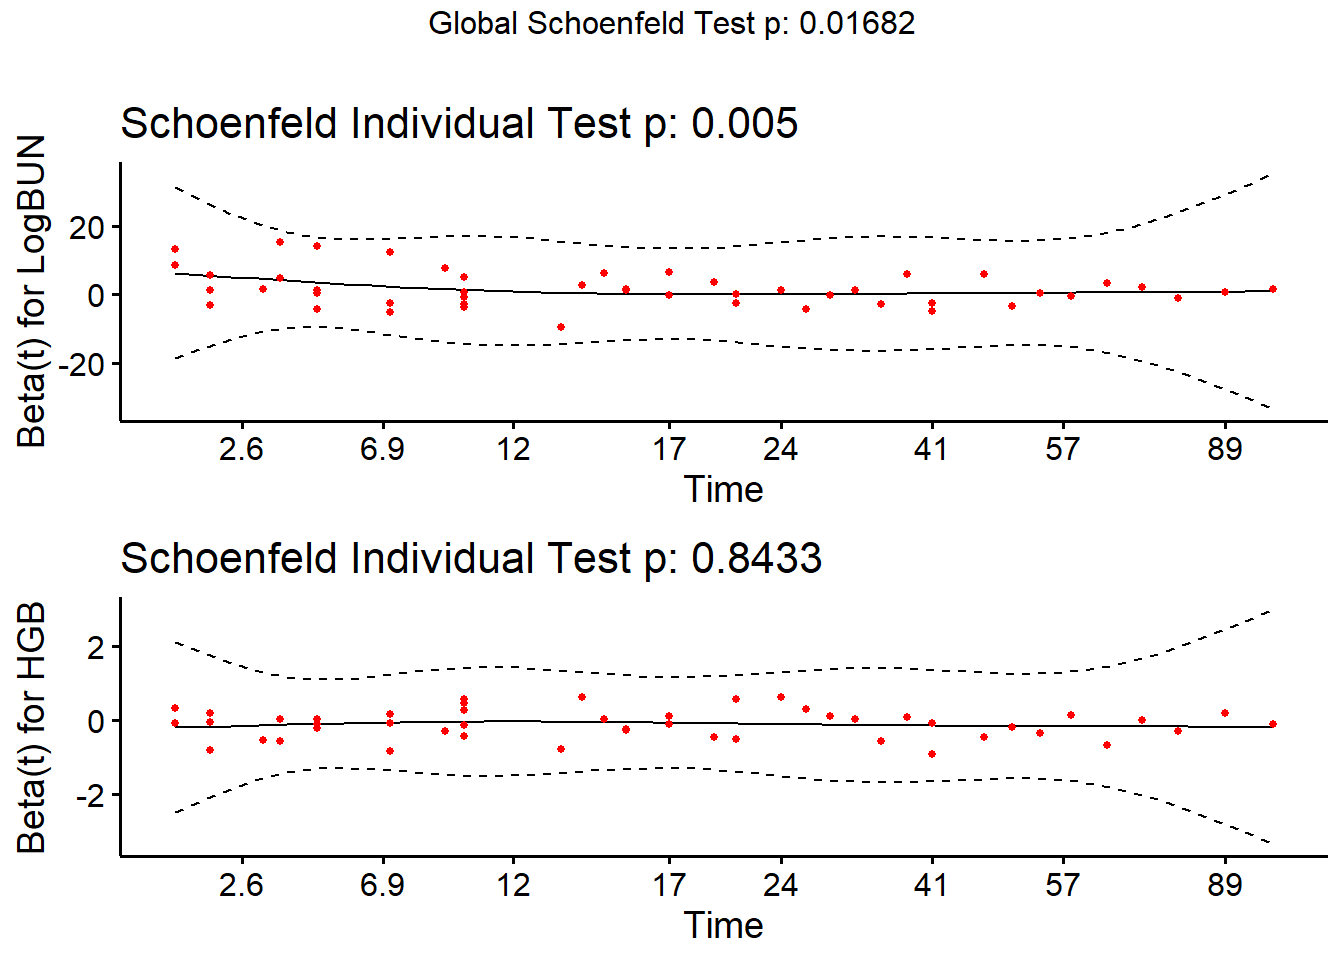 Global Schoenfeld Test p: 0.01682
Schoenfeld Individual Test p: 0.005
Beta(t) for LogBUN
20
0
-20
2.6 6.9 12 17 24 41 57 89
Time
Schoenfeld Individual Test p: 0.8433
Beta(t) for HGB
2
0
-2
2.6 6.9 12 17 24 41 57 89
Time